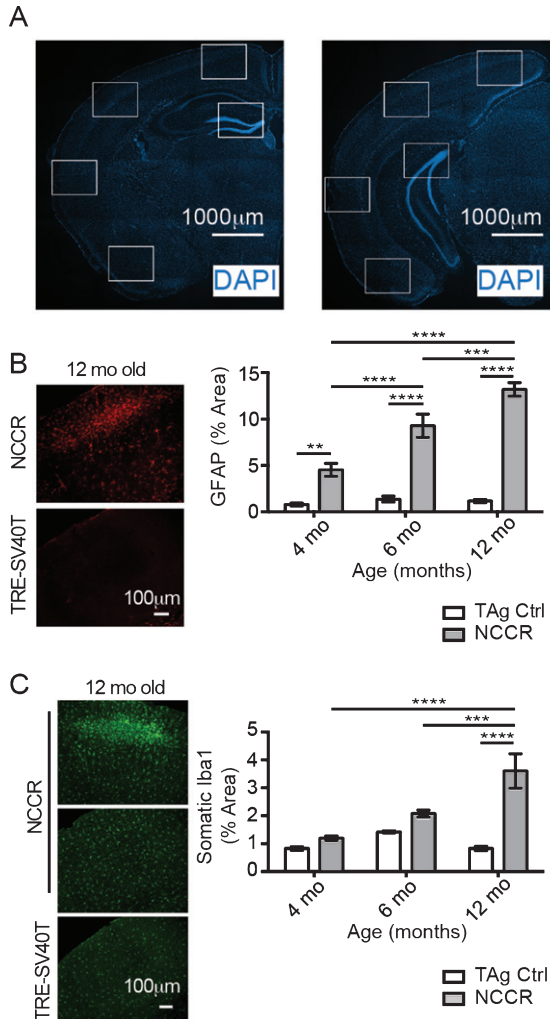 A
1000μm
DAPI
1000μm
DAPI
B
12 mo old
NCCR
TRE-SV40T
100μm
GFAP (% Area)
15
10
5
0
**
****
****
****
***
****
4 mo
6 mo
12 mo
Age (months)
TAg Ctrl
NCCR
C
12 mo old
NCCR
TRE-SV40T
100μm
Somatic Iba1
(% Area)
5
4
3
2
1
0
****
***
****
4 mo
6 mo
12 mo
Age (months)
TAg Ctrl
NCCR